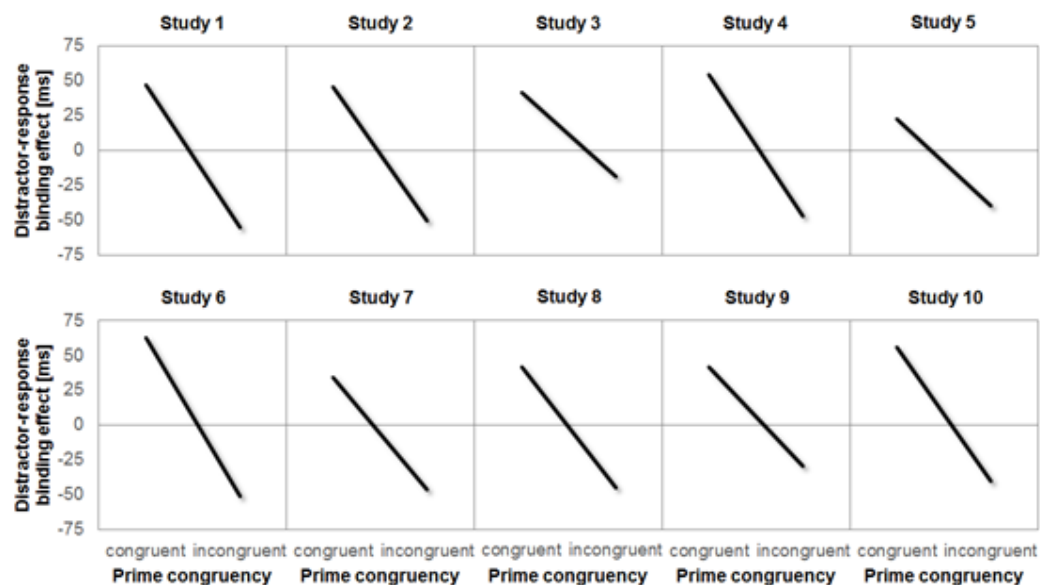 Study 1 Study 2 Study 3 Study 4 Study 5
Distractor-response
binding effect [ms]
75
50
25
0
-25
-50
-75
Study 6 Study 7 Study 8 Study 9 Study 10
Distractor-response
binding effect [ms]
75
50
25
0
-25
-50
-75
congruent incongruent congruent incongruent congruent incongruent congruent incongruent congruent incongruent
Prime congruency Prime congruency Prime congruency Prime congruency Prime congruency